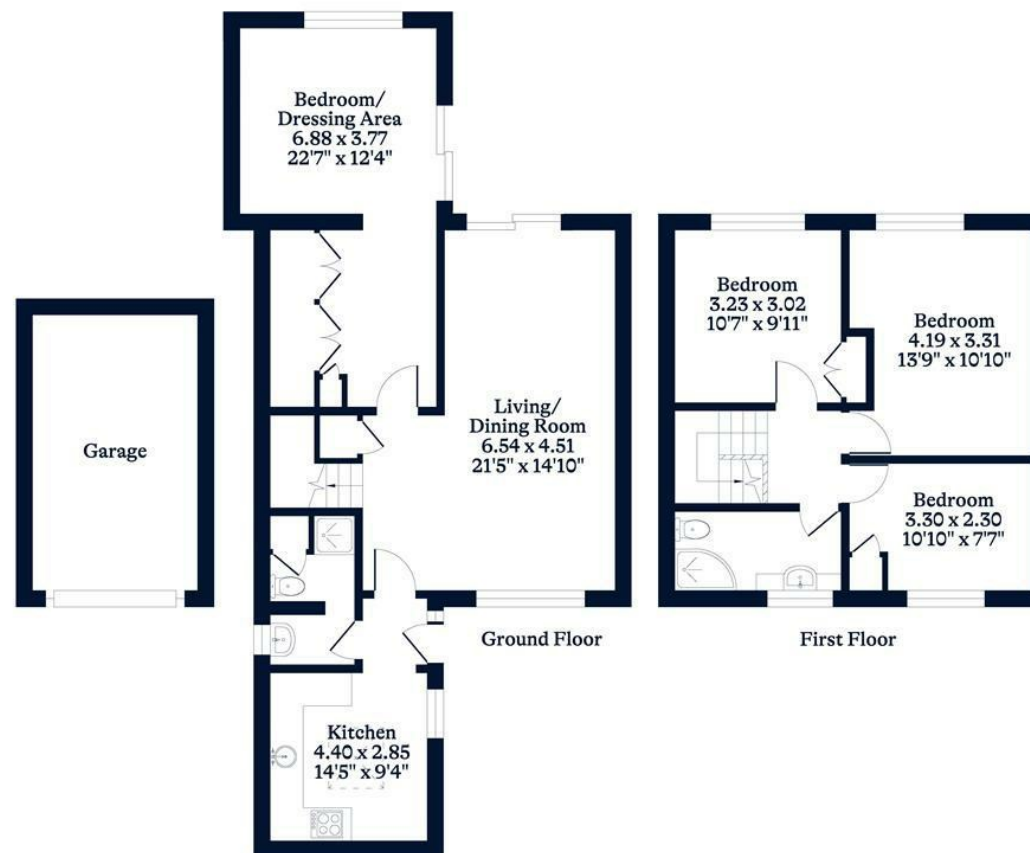 Bedroom/
Dressing Area
6.88 x 3.77
22'7" x 12'4"
Living/
Dining Room
6.54 x 4.51
21'5" x 14'10"
Garage
Kitchen
4.40 x 2.85
14'5" x 9'4"
Ground Floor
Bedroom
3.23 x 3.02
10'7" x 9'11"
Bedroom
4.19 x 3.31
13'9" x 10'10"
Bedroom
3.30 x 2.30
10'10" x 7'7"
First Floor